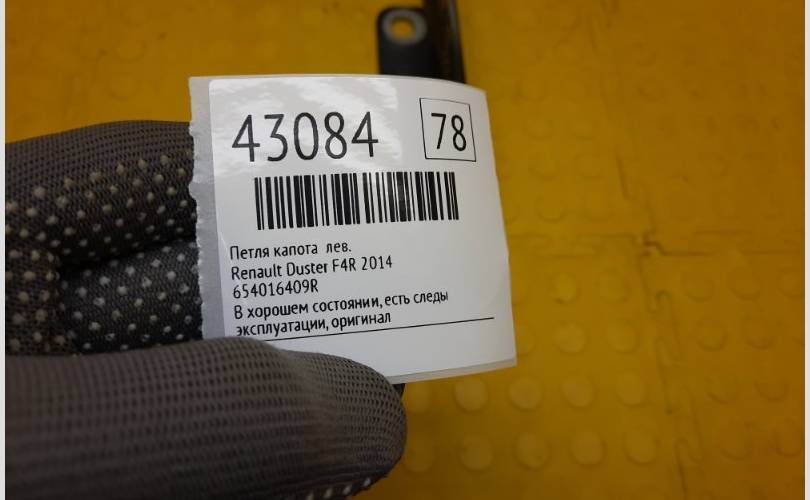 43084 78
Петля капота лев.
Renault Duster F4R 2014
654016409R
В хорошем состоянии, есть следы
эксплуатации, оригинал